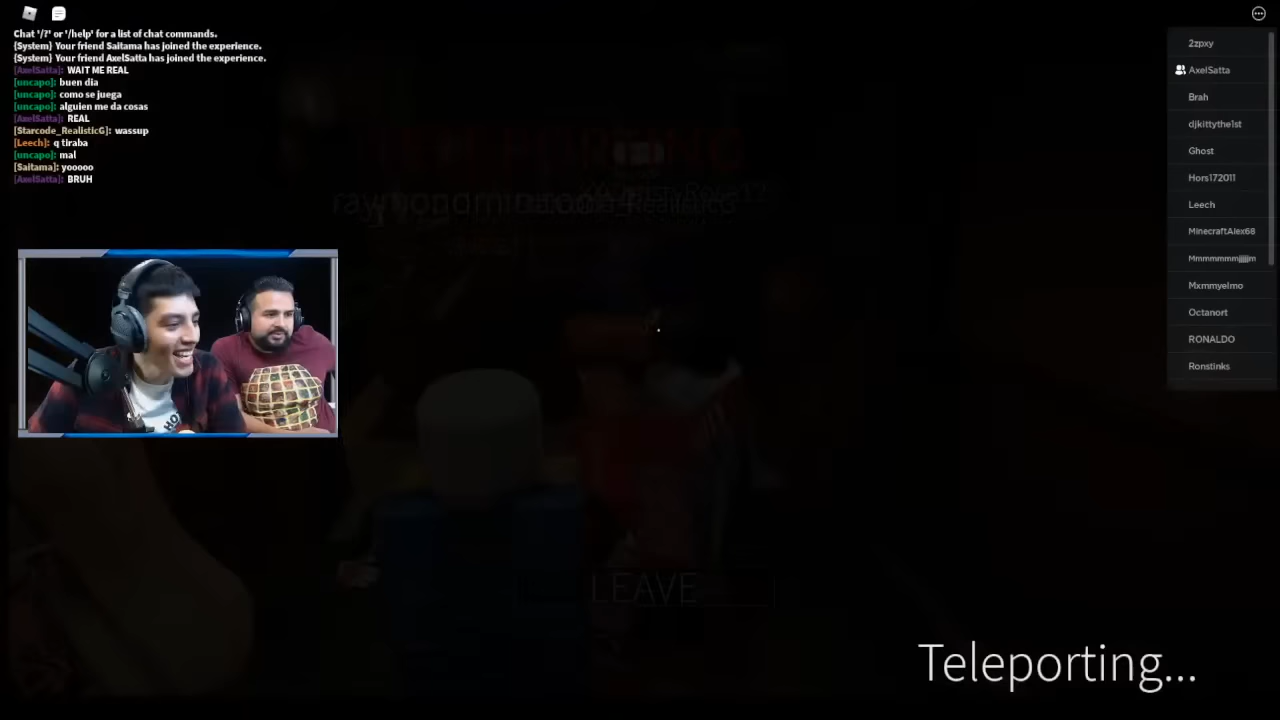 Chat '/?' or '/help' for a list of chat commands.
{System} Your friend Saitama has joined the experience.
{System} Your friend AxelSatta has joined the experience.
[AxelSatta]: WAIT ME REAL
[uncapo]: buen dia
[uncapo]: como se juega
[uncapo]: alguien me da cosas
[AxelSatta]: REAL
[Starcode_RealisticG]: wassup
[Leech]: q tiraba
[uncapo]: mal
[Saitama]: yooooo
[AxelSatta]: BRUH
2zpxy
AxelSatta
Brah
djkittythe1st
Ghost
Hors172011
Leech
MinecraftAlex68
Mxmmyelmo
Octanort
RONALDO
Ronstinks
LEAVE
Teleporting...